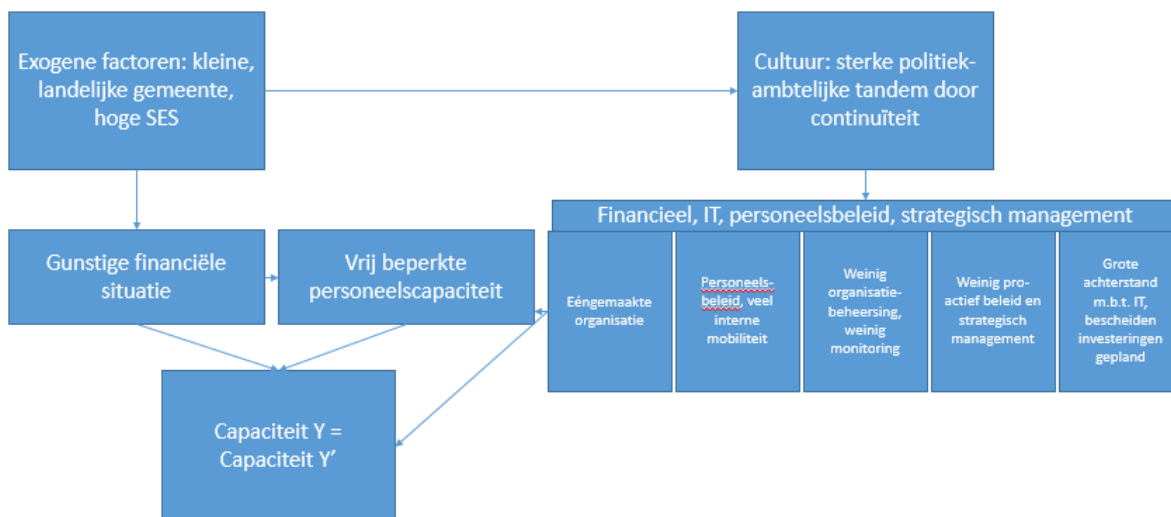 Exogene factoren: kleine,
landelijke gemeente,
hoge SES
Cultuur: sterke politiek-
ambtelijke tandem door
continuïteit
Financieel, IT, personeelsbeleid, strategisch management
Gunstige financiële
situatie
Vrij beperkte
personeelscapaciteit
Eéngemaakte
organisatie
Personeels-
beleid, veel
interne
mobiliteit
Weinig
organisatie-
beheersing,
weinig
monitoring
Weinig pro-
actief beleid en
strategisch
management
Grote
achterstand
m.b.t. IT,
bescheiden
investeringen
gepland
Capaciteit Y =
Capaciteit Y’